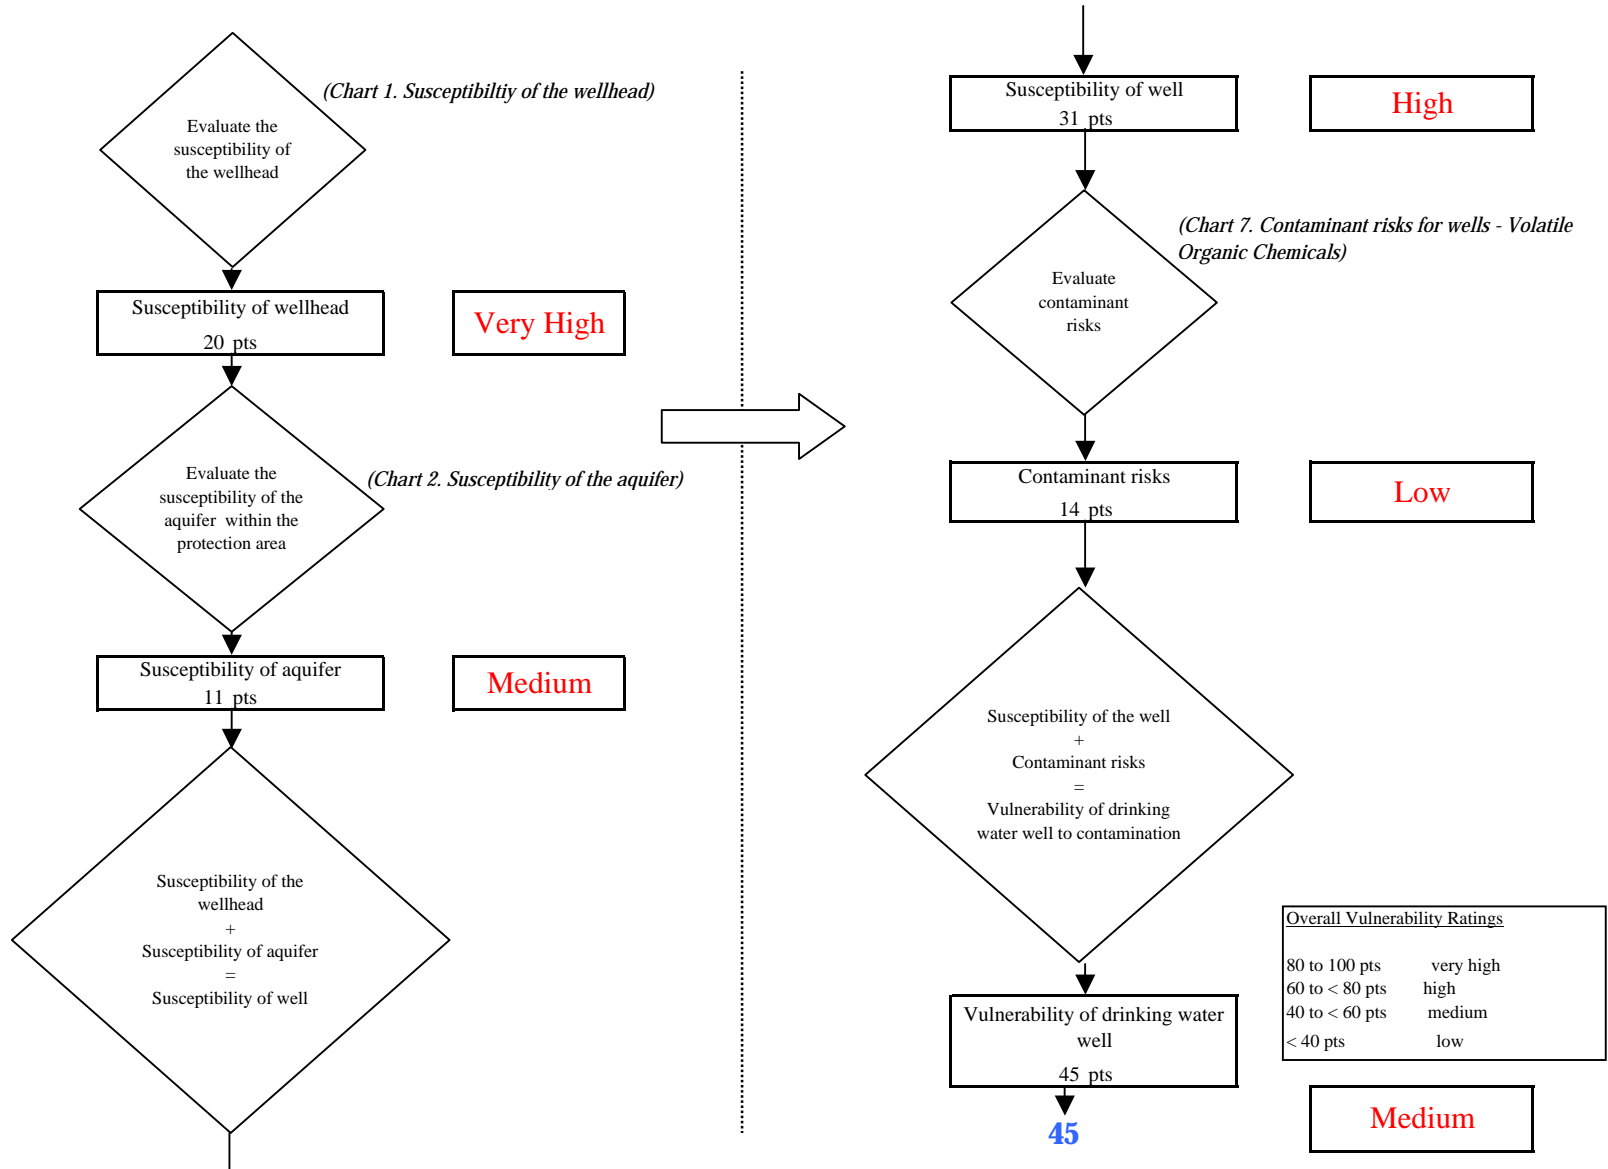 (Chart 1. Susceptibiltiy of the wellhead)
Evaluate the
susceptibility of
the wellhead
Susceptibility of wellhead
20 pts
Very High
Evaluate the
susceptibility of the
aquifer within the
protection area
(Chart 2. Susceptibility of the aquifer)
Susceptibility of aquifer
11 pts
Medium
Susceptibility of the
wellhead
+
Susceptibility of aquifer
=
Susceptibility of well
Susceptibility of well
31 pts
High
(Chart 7. Contaminant risks for wells - Volatile
Organic Chemicals)
Evaluate
contaminant
risks
Contaminant risks
14 pts
Low
Susceptibility of the well
+
Contaminant risks
=
Vulnerability of drinking
water well to contamination
Vulnerability of drinking water
well
45 pts
45
Overall Vulnerability Ratings
80 to 100 pts very high
60 to < 80 pts high
40 to < 60 pts medium
< 40 pts low
Medium